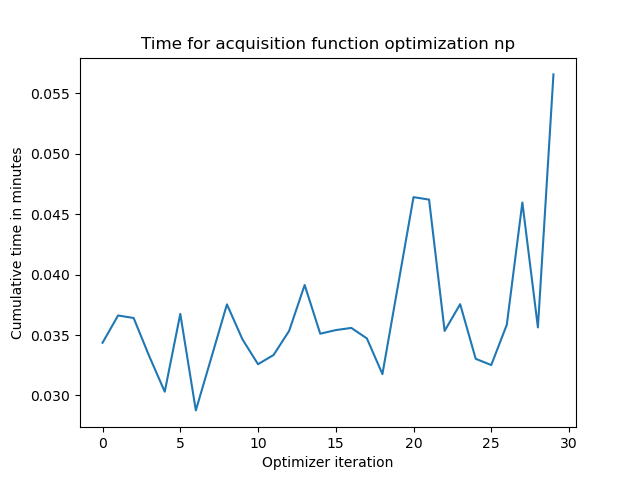 Time for acquisition function optimization np
Cumulative time in minutes
0.055
0.050
0.045
0.040
0.035
0.030
0 5 10 15 20 25 30
Optimizer iteration